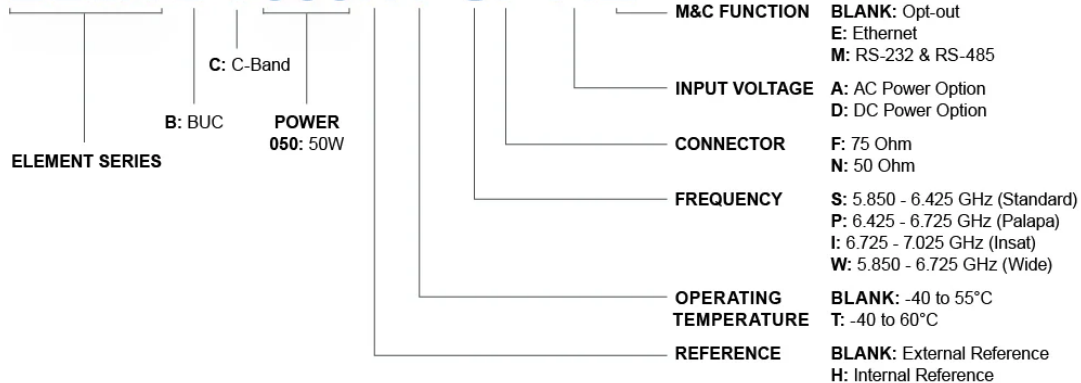 M&C FUNCTION BLANK: Opt-out
E: Ethernet
M: RS-232 & RS-485
C: C-Band
INPUT VOLTAGE A: AC Power Option
D: DC Power Option
B: BUC
POWER
050: 50W
CONNECTOR F: 75 Ohm
N: 50 Ohm
ELEMENT SERIES
FREQUENCY S: 5.850 - 6.425 GHz (Standard)
P: 6.425 - 6.725 GHz (Palapa)
I: 6.725 - 7.025 GHz (Insat)
W: 5.850 - 6.725 GHz (Wide)
OPERATING BLANK: -40 to 55°C
TEMPERATURE T: -40 to 60°C
REFERENCE BLANK: External Reference
H: Internal Reference